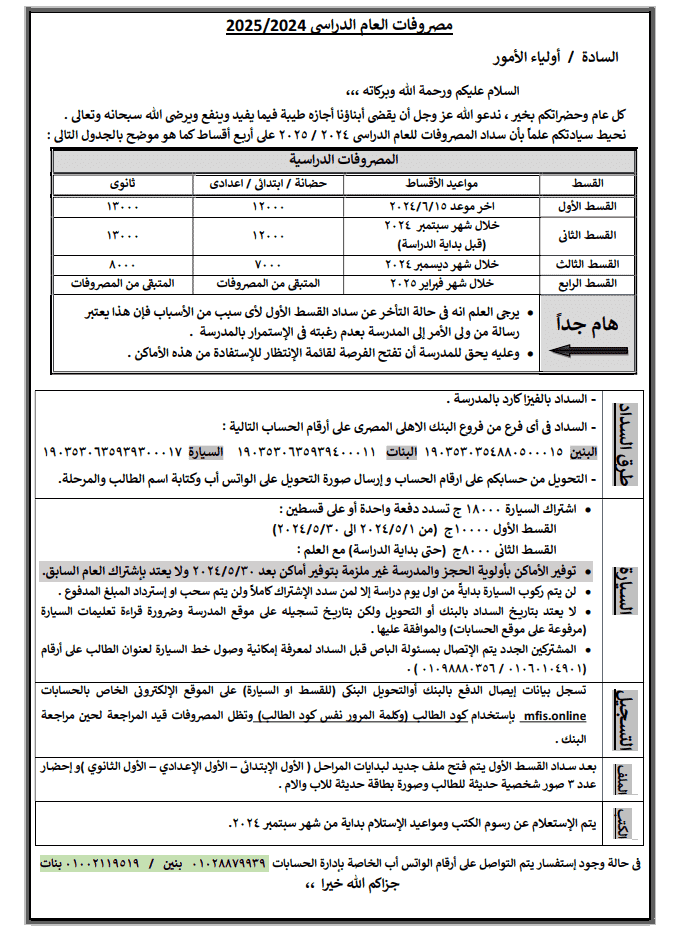 مصروفات العام الدراسى 2025/2024
السادة / أولياء الأمور
السلام عليكم ورحمة الله وبركاته ،،،
كل عام وحضراتكم بخير ، ندعو الله عز وجل أن يقضى أبناؤنا أجازه طيبة فيما يفيد وينفع ويرضى الله سبحانه وتعالى .
نحيط سيادتكم علماً بأن سداد المصروفات للعام الدراسى ٢٠٢٤ / ٢٠٢٥ على أربع أقساط كما هو موضح بالجدول التالى :
المصروفات الدراسية
القسط مواعيد الأقساط حضانة / ابتدائى / اعدادى ثانوى
القسط الأول اخر موعد ٢٠٢٤/٦/١٥ ١٢٠٠٠ ١٣٠٠٠
القسط الثانى خلال شهر سبتمبر ٢٠٢٤ ١٢٠٠٠ ١٣٠٠٠
(قبل بداية الدراسة)
القسط الثالث خلال شهر ديسمبر ٢٠٢٤ ٧٠٠٠ ٨٠٠٠
القسط الرابع خلال شهر فبراير ٢٠٢٥ المتبقى من المصروفات المتبقى من المصروفات
هام جداً
• يرجى العلم انه فى حالة التأخر عن سداد القسط الأول لأى سبب من الأسباب فإن هذا يعتبر
رسالة من ولى الأمر إلى المدرسة بعدم رغبته فى الإستمرار بالمدرسة .
• وعليه يحق للمدرسة أن تفتح الفرصة لقائمة الإنتظار للإستفادة من هذه الأماكن .
طرق السداد
- السداد بالفيزا كارد بالمدرسة .
- السداد فى أى فرع من فروع البنك الاهلى المصرى على أرقام الحساب التالية :
البنين ١٩٠٣٥٣٠٣٥٤٨٨٠٥٠٠٠١٥ البنات ١٩٠٣٥٣٠٦٣٥٩٣٩٤٠٠٠١١ السيارة ١٩٠٣٥٣٠٦٣٥٩٣٩٣٠٠٠١٧
- التحويل من حسابكم على ارقام الحساب و إرسال صورة التحويل على الواتس أب وكتابة اسم الطالب والمرحلة.
السيارة
• اشتراك السيارة ١٨٠٠٠ ج تسدد دفعة واحدة أو على قسطين :
القسط الأول ١٠٠٠٠ج (من ٢٠٢٤/٥/١ الى ٢٠٢٤/٥/٣٠)
القسط الثانى ٨٠٠٠ج (حتى بداية الدراسة) مع العلم :
• توفير الأماكن بأولوية الحجز والمدرسة غير ملزمة بتوفير أماكن بعد ٢٠٢٤/٥/٣٠ ولا يعتد بإشتراك العام السابق.
• لن يتم ركوب السيارة بدايةً من اول يوم دراسة إلا لمن سدد الإشتراك كاملاً ولن يتم سحب او إسترداد المبلغ المدفوع .
• لا يعتد بتاريخ السداد بالبنك أو التحويل ولكن بتاريخ تسجيله على موقع المدرسة وضرورة قراءة تعليمات السيارة
(مرفوعة على موقع الحسابات) والموافقة عليها .
• المشتركين الجدد يتم الإتصال بمسئولة الباص قبل السداد لمعرفة إمكانية وصول خط السيارة لعنوان الطالب على أرقام
(٠١٠٦٠١٠٤٩٠١ / ٠١٠٩٨٨٨٠٣٥٦ ) .
التسجيل
تسجل بيانات إيصال الدفع بالبنك أوالتحويل البنكى (للقسط او السيارة) على الموقع الإلكترونى الخاص بالحسابات
mfis.online بإستخدام كود الطالب (وكلمة المرور نفس كود الطالب) وتظل المصروفات قيد المراجعة لحين مراجعة
البنك .
الملف
بعد سداد القسط الأول يتم فتح ملف جديد لبدايات المراحل ( الأول الإبتدائى – الأول الإعدادي – الأول الثانوي )و إحضار
عدد ٣ صور شخصية حديثة للطالب وصورة بطاقة حديثة للاب والام .
الكتب
يتم الإستعلام عن رسوم الكتب ومواعيد الإستلام بداية من شهر سبتمبر ٢٠٢٤.
فى حالة وجود إستفسار يتم التواصل على أرقام الواتس أب الخاصة بإدارة الحسابات ٠١٠٢٨٨٧٩٩٣٩ بنين / ٠١٠٠٢١١٩٥١٩ بنات
جزاكم الله خيرا ،،